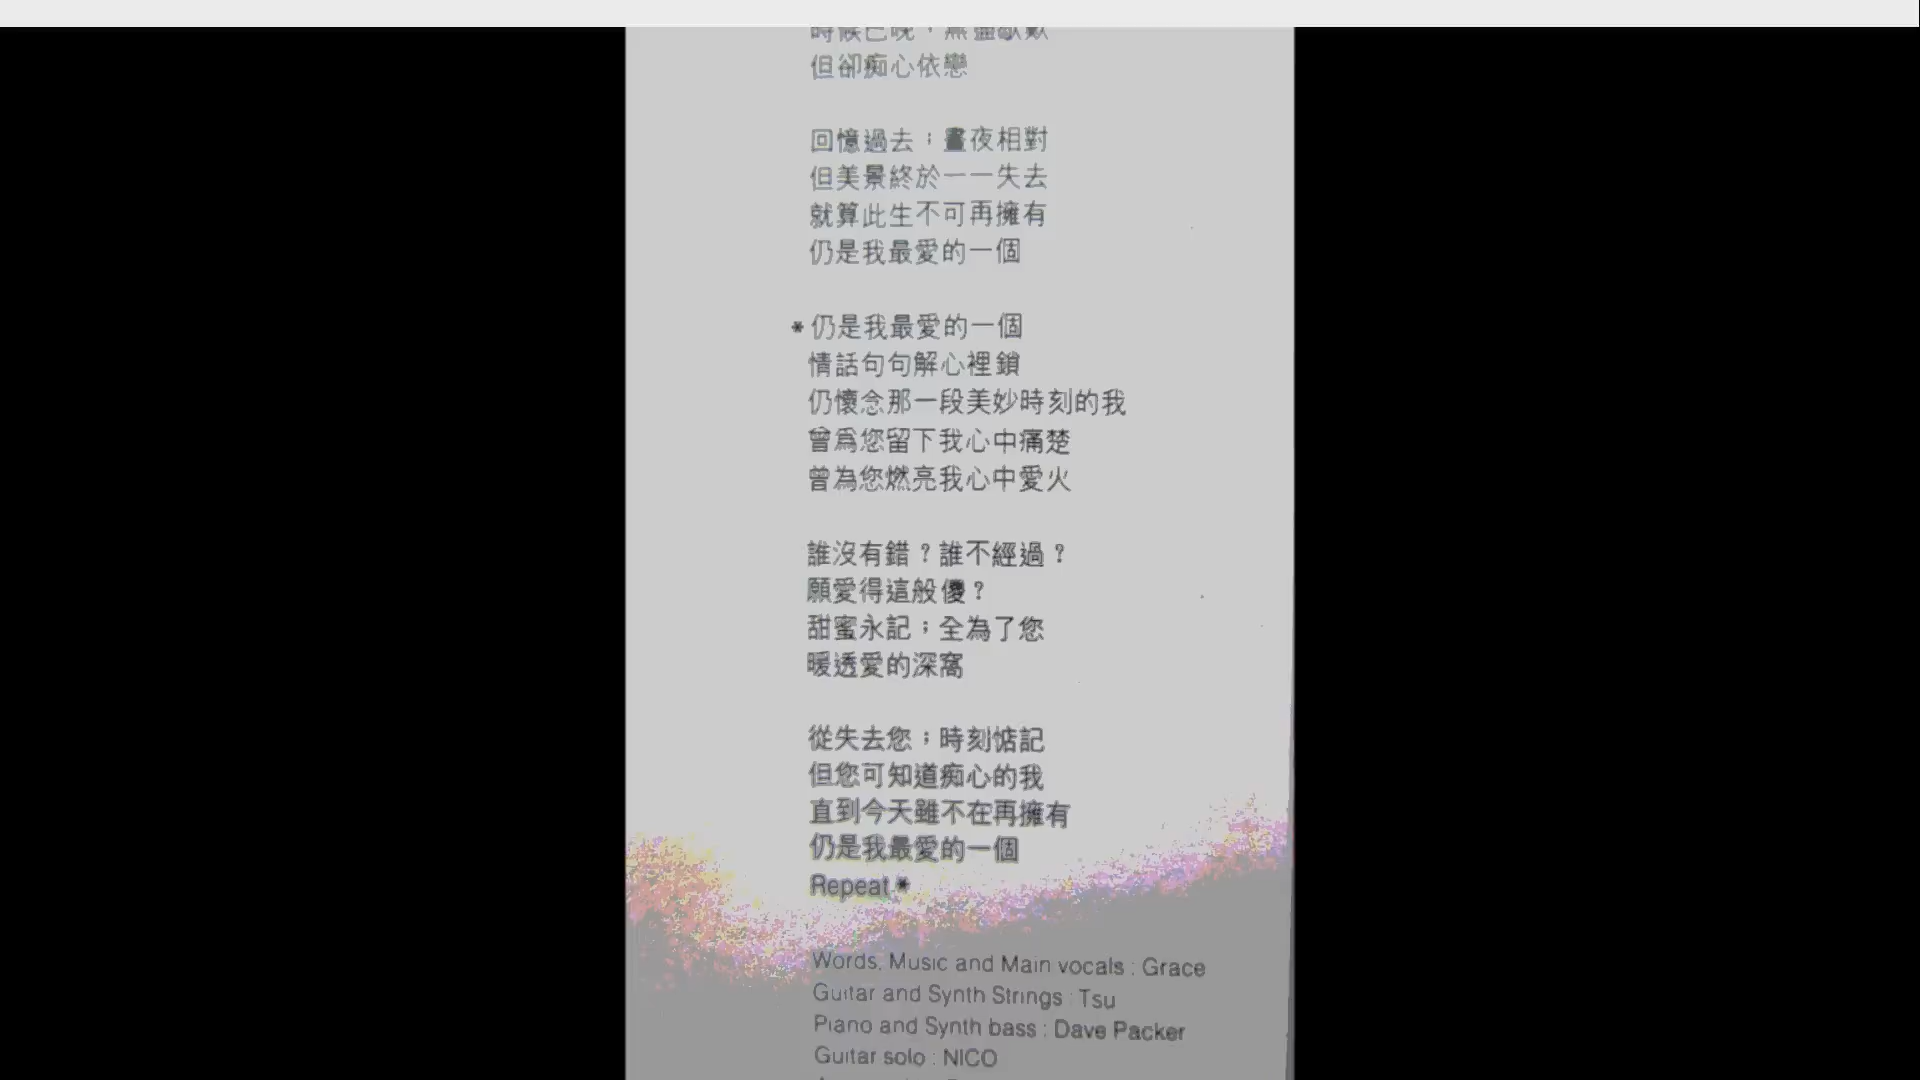 時候已晚，無盡歇歎
但卻痴心依戀
回憶過去；晝夜相對
但美景終於一一失去
就算此生不可再擁有
仍是我最愛的一個
*仍是我最愛的一個
情話句句解心裡鎖
仍懷念那一段美妙時刻的我
曾爲您留下我心中痛楚
曾為您燃亮我心中愛火
誰沒有錯？誰不經過？
願愛得這般傻？
甜蜜永記；全為了您
暖透愛的深窩
從失去您；時刻惦記
但您可知道痴心的我
直到今天雖不在再擁有
仍是我最愛的一個
Repeat *
Words, Music and Main vocals : Grace
Guitar and Synth Strings : Tsu
Piano and Synth bass : Dave Packer
Guitar solo : NICO